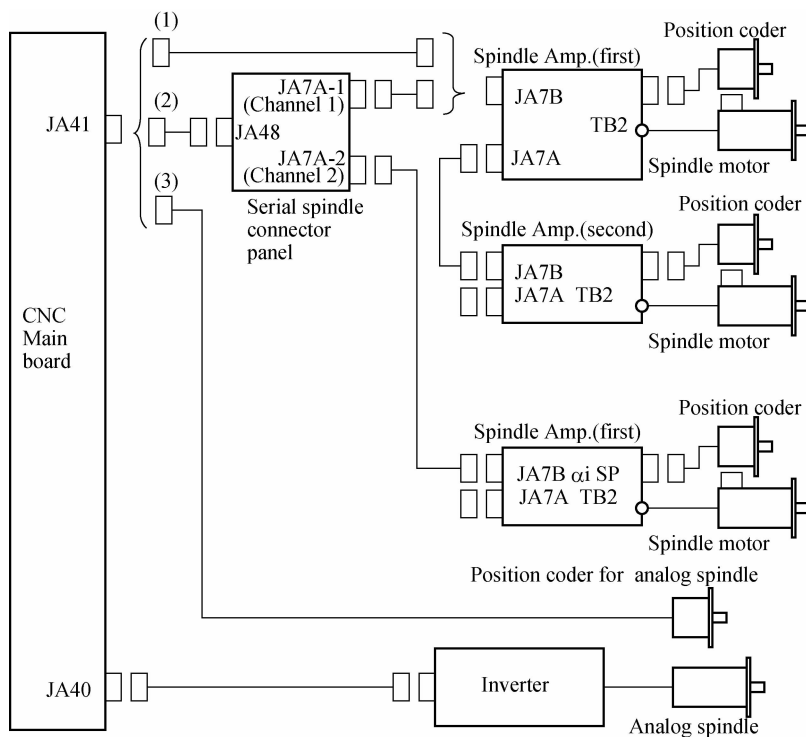 (1)
(2)
(3)
JA41
CNC
Main
board
JA40
JA7A-1
(Channel 1)
JA48
JA7A-2
(Channel 2)
Serial spindle
connector
panel
Spindle Amp.(first)
JA7B
TB2
JA7A
Position coder
Spindle motor
Spindle Amp.(second)
JA7B
JA7A TB2
Position coder
Spindle motor
Spindle Amp.(first)
JA7B αi SP
JA7A TB2
Position coder
Spindle motor
Position coder for analog spindle
Inverter
Analog spindle